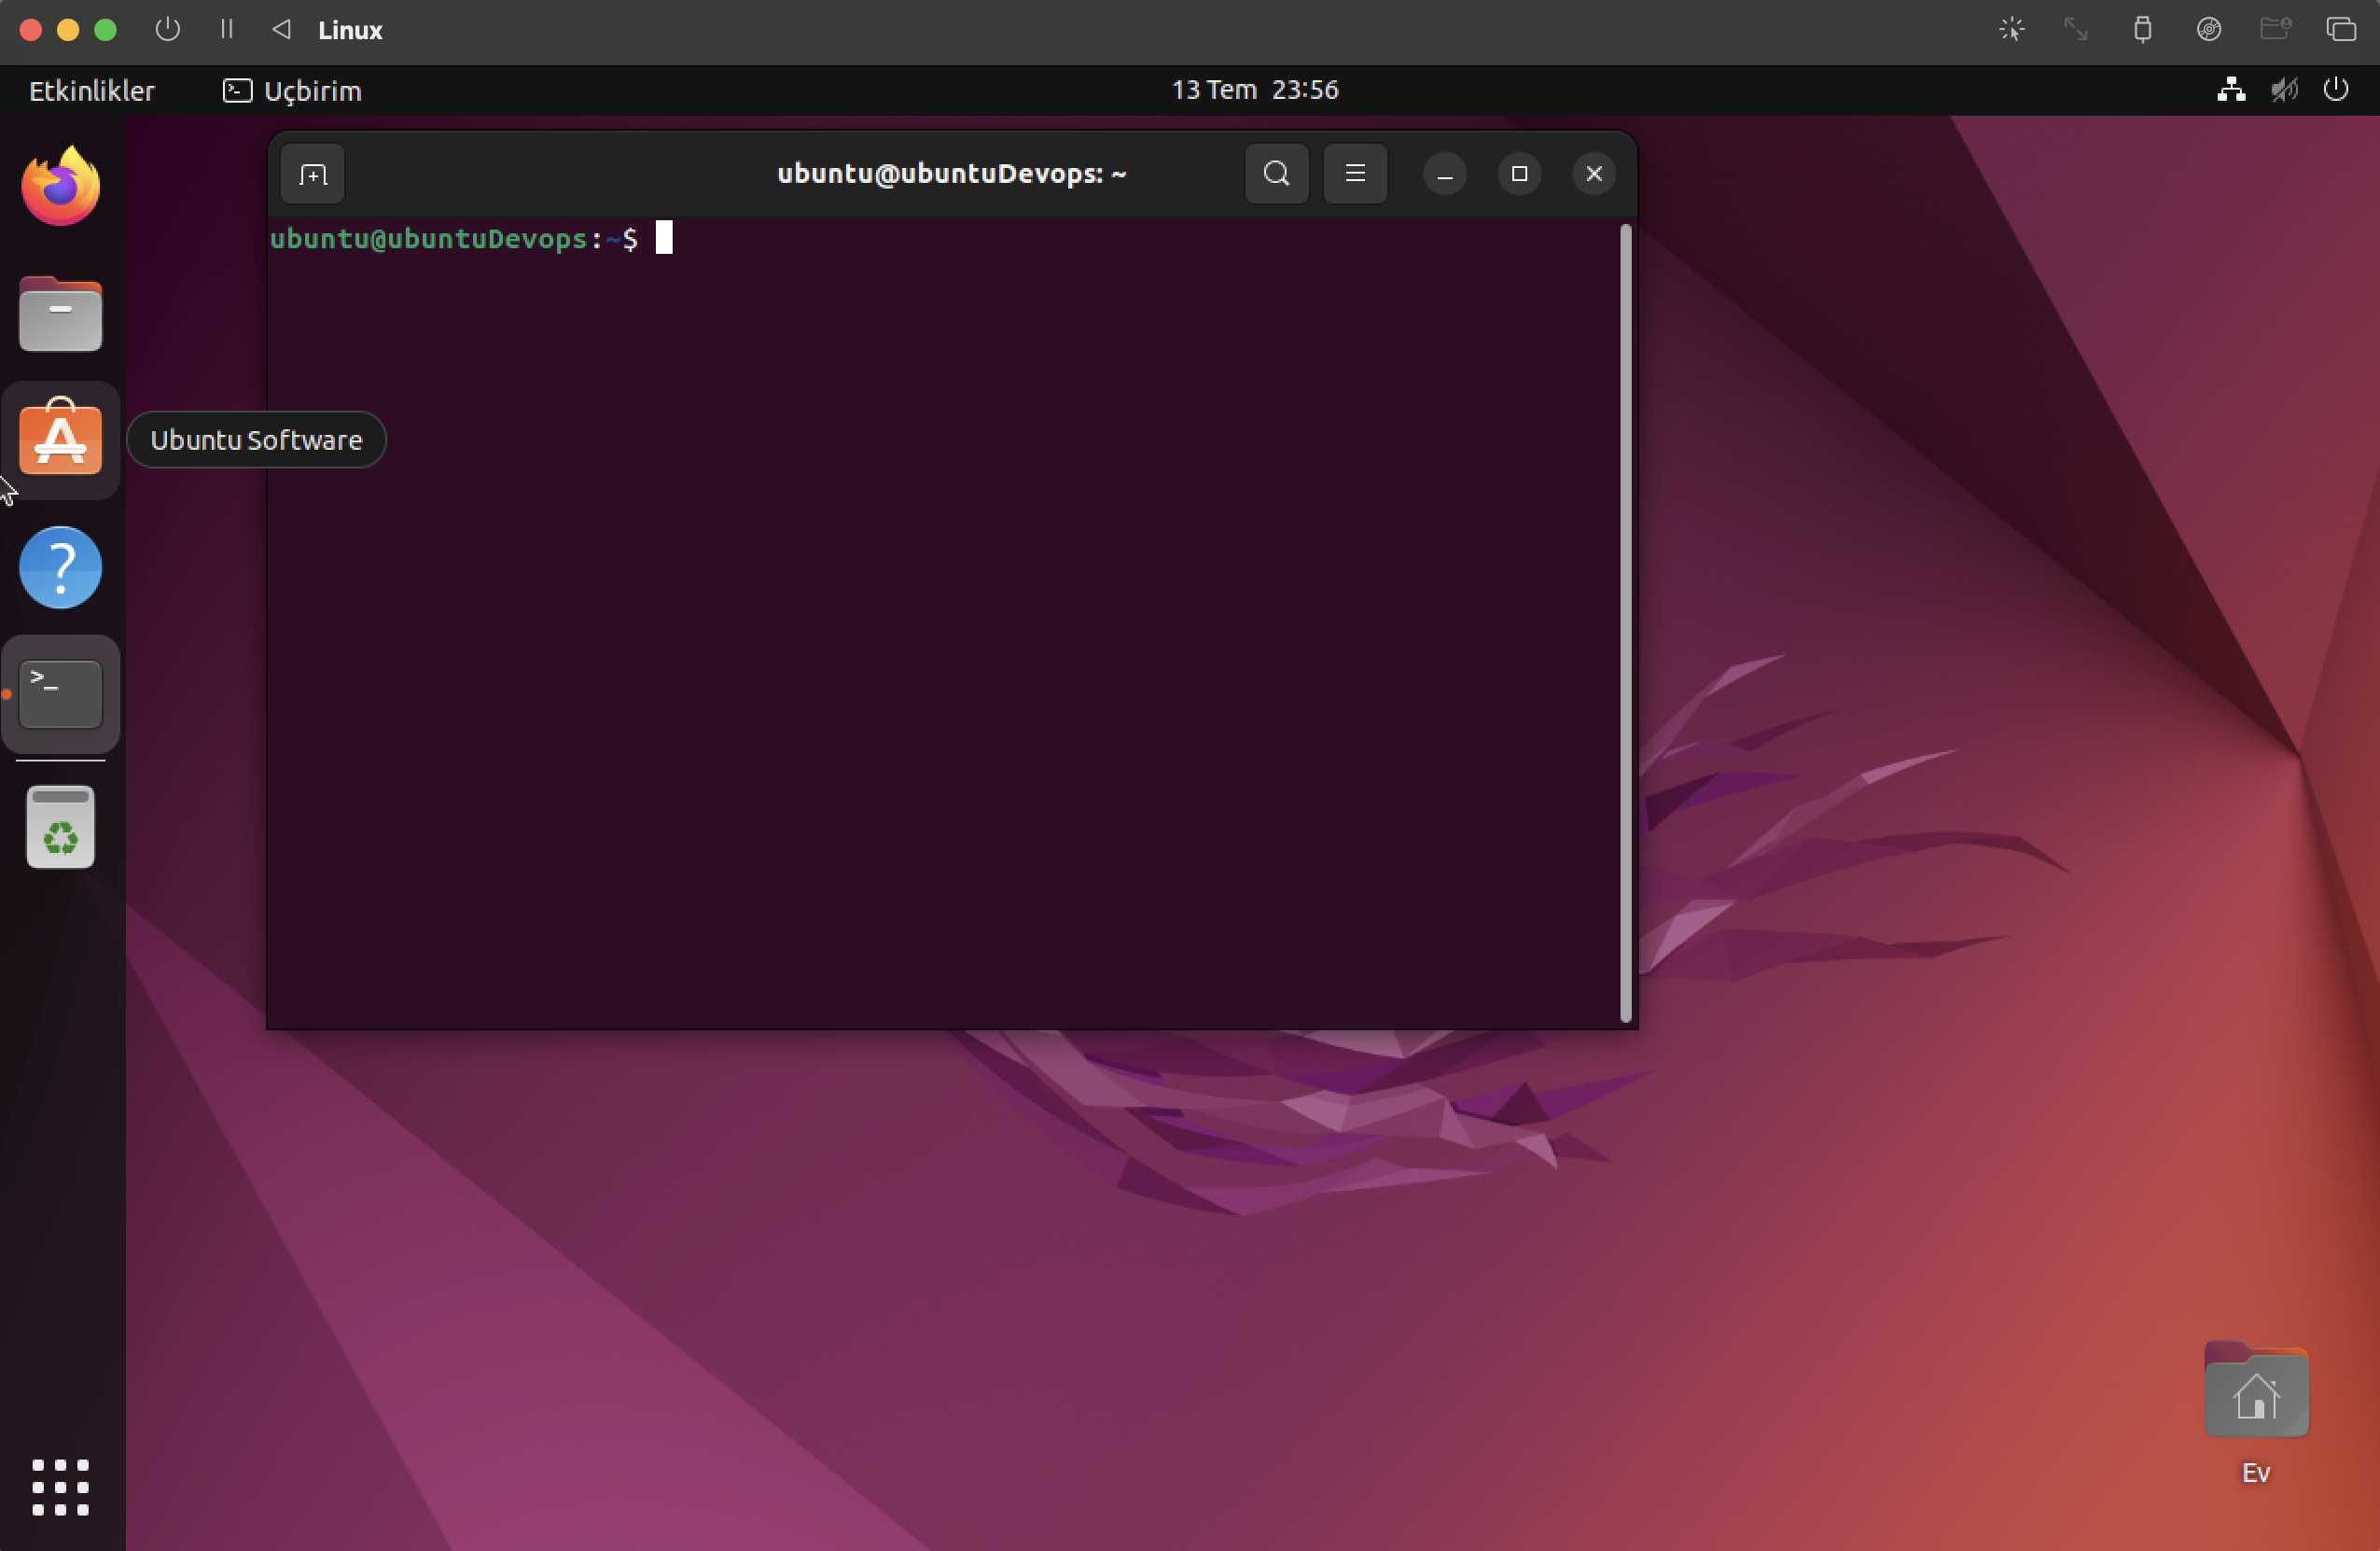 Linux
Etkinlikler
Uçbirim
13 Tem 23:56
ubuntu@ubuntuDevops: ~
ubuntu@ubuntuDevops:~$
Ubuntu Software
Ev